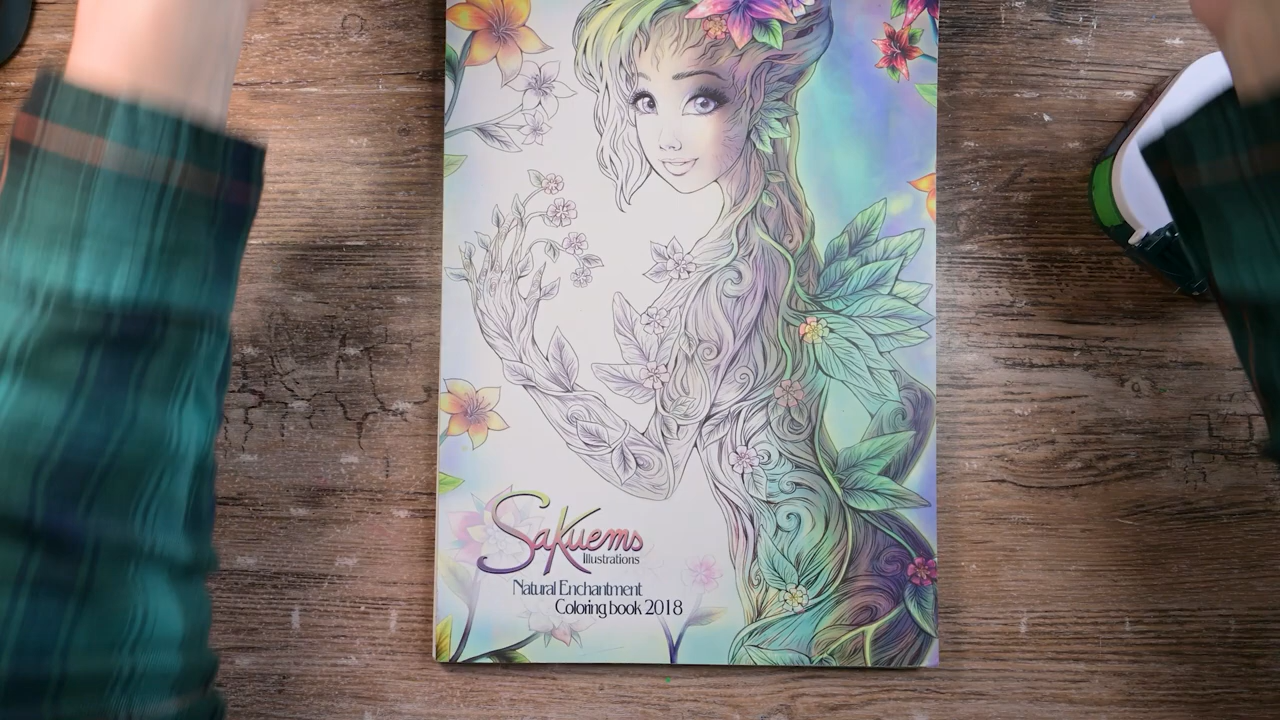 SaKuems
Illustrations
Natural Enchantment
Coloring book 2018